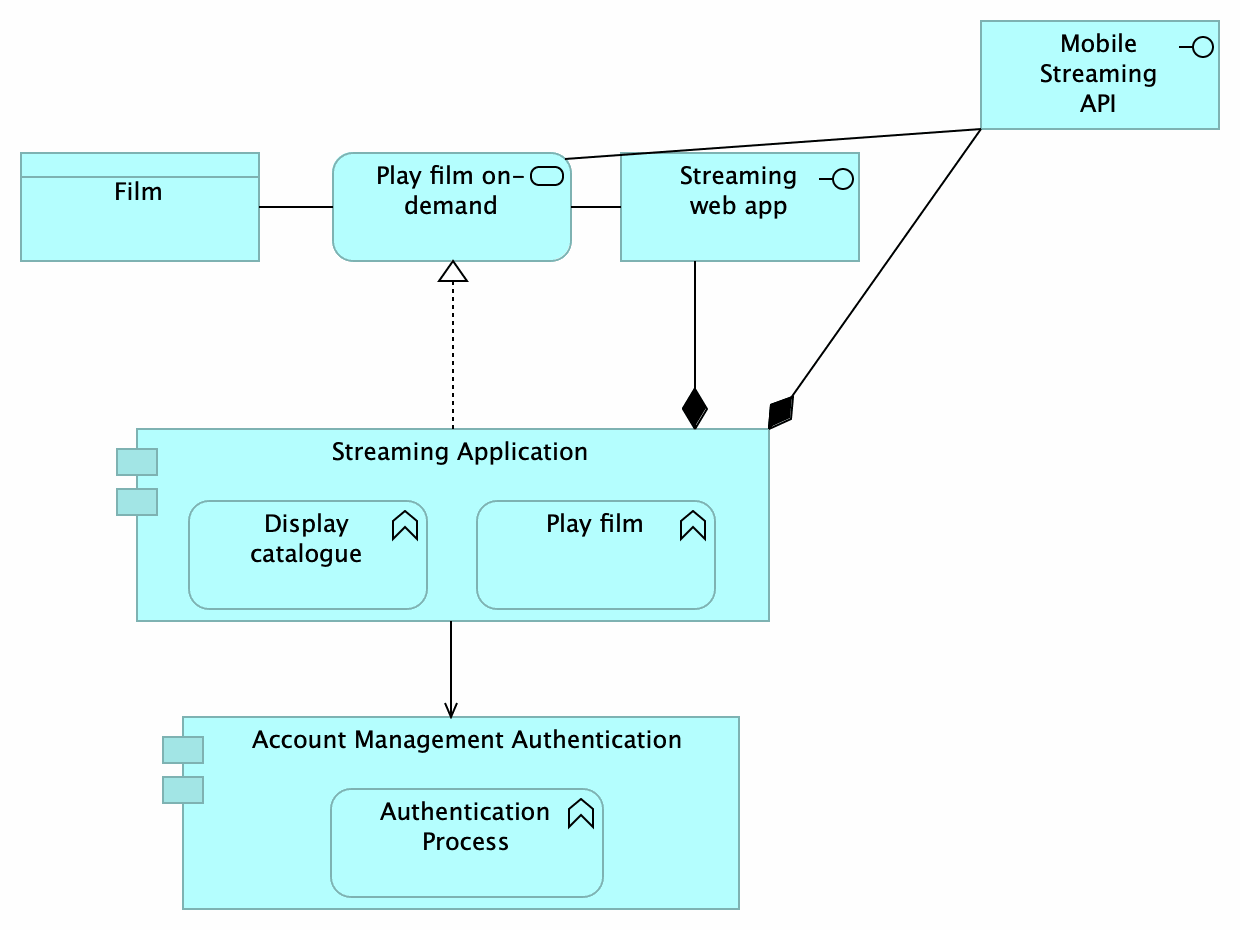 Mobile
Streaming
API
Film
Play film on-
demand
Streaming
web app
Streaming Application
Display
catalogue
Play film
Account Management Authentication
Authentication
Process